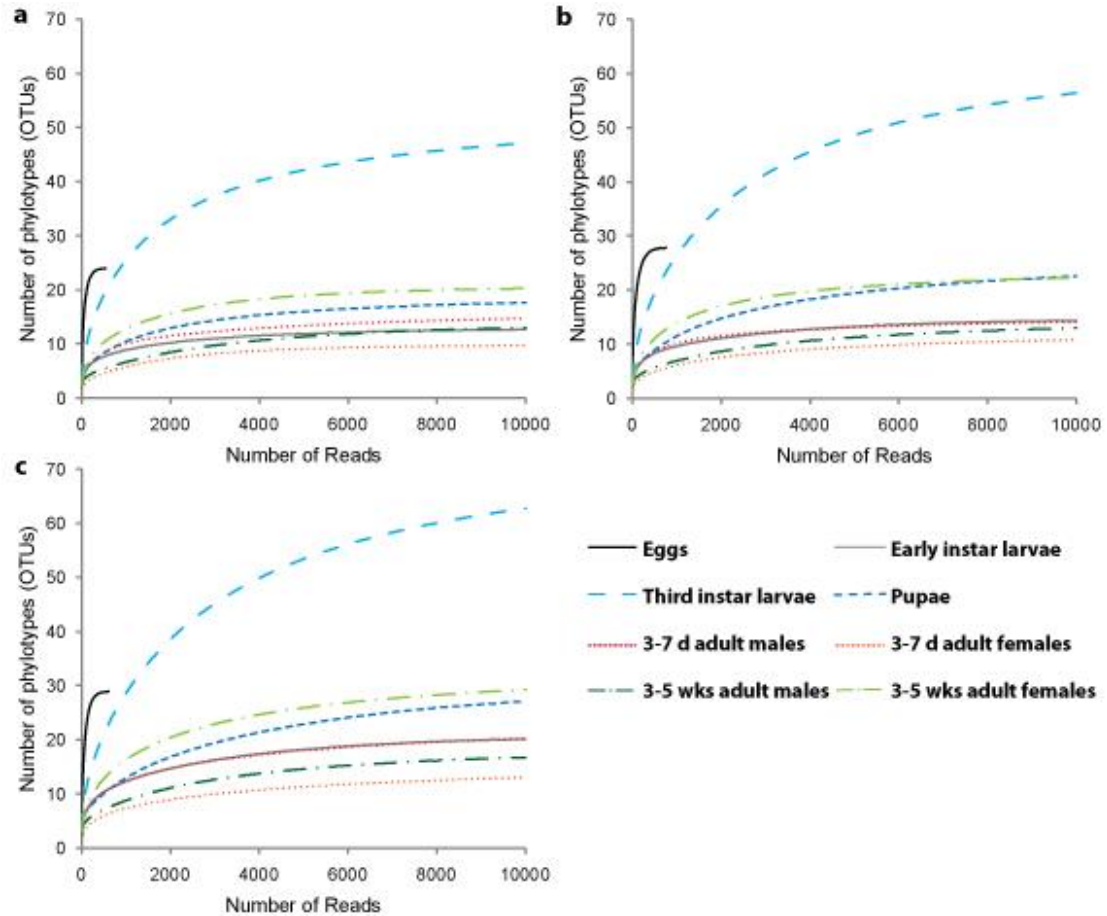 a
70
60
50
40
30
20
10
0
Number of phylotypes (OTUs)
0 2000 4000 6000 8000 10000
Number of Reads
b
70
60
50
40
30
20
10
0
Number of phylotypes (OTUs)
0 2000 4000 6000 8000 10000
Number of Reads
c
70
60
50
40
30
20
10
0
Number of phylotypes (OTUs)
0 2000 4000 6000 8000 10000
Number of Reads
Eggs Early instar larvae
Third instar larvae Pupae
3-7 d adult males 3-7 d adult females
3-5 wks adult males 3-5 wks adult females